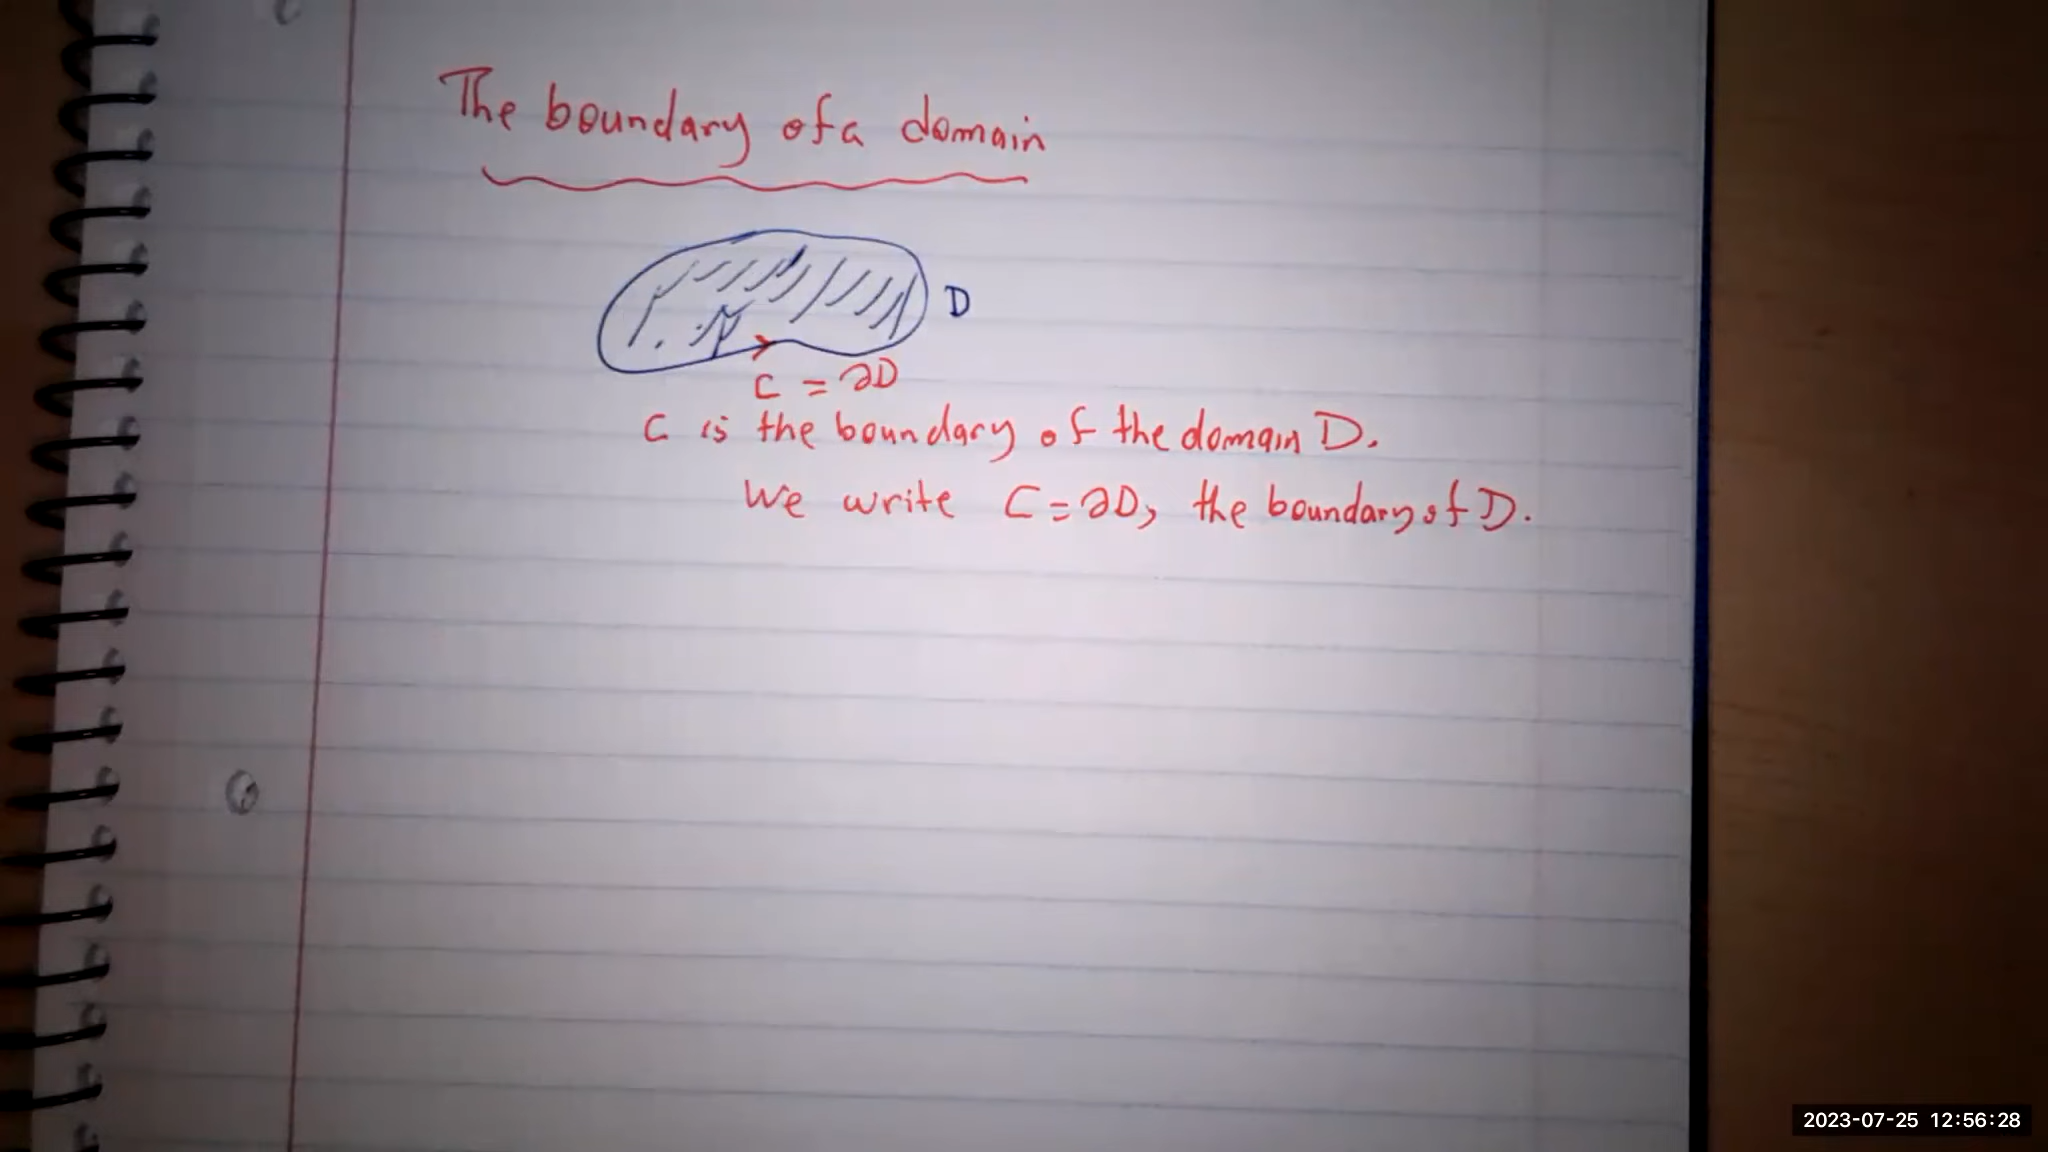 The boundary of a domain
D
C = ∂D
C is the boundary of the domain D.
We write C = ∂D, the boundary of D.
2023-07-25 12:56:28